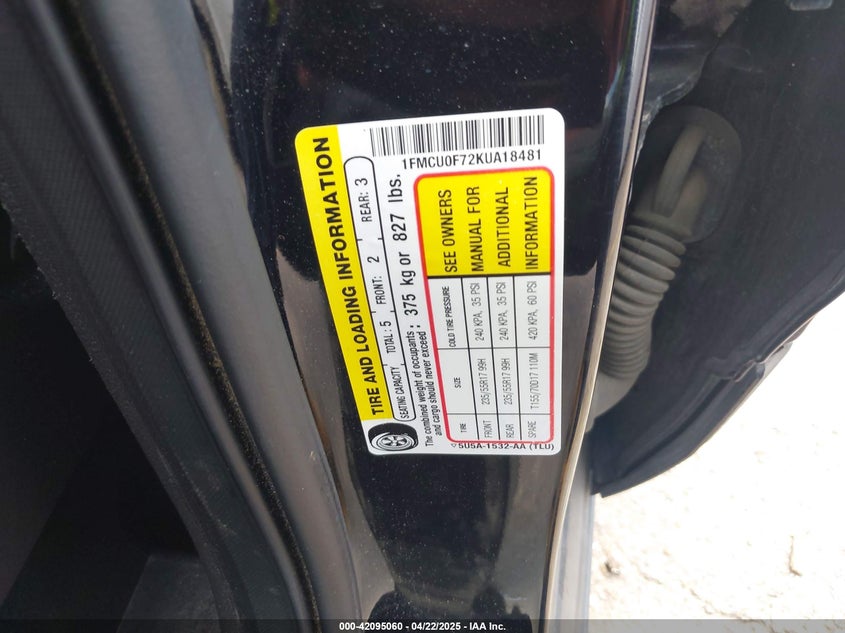 1FMCU0F72KUA18481
TIRE AND LOADING INFORMATION
SEATING CAPACITY TOTAL: 5 FRONT: 2 REAR: 3
The combined weight of occupants and cargo should never exceed: 375 kg or 827 lbs.
TIRE SIZE COLD TIRE PRESSURE SEE OWNERS MANUAL FOR ADDITIONAL INFORMATION
FRONT 235/55R17 99H 240 KPA, 35 PSI
REAR 235/55R17 99H 240 KPA, 35 PSI
SPARE T155/70D17 110M 420 KPA, 60 PSI
5U5A-1532-AA (TLU)
000-42095060 - 04/22/2025 - IAA Inc.